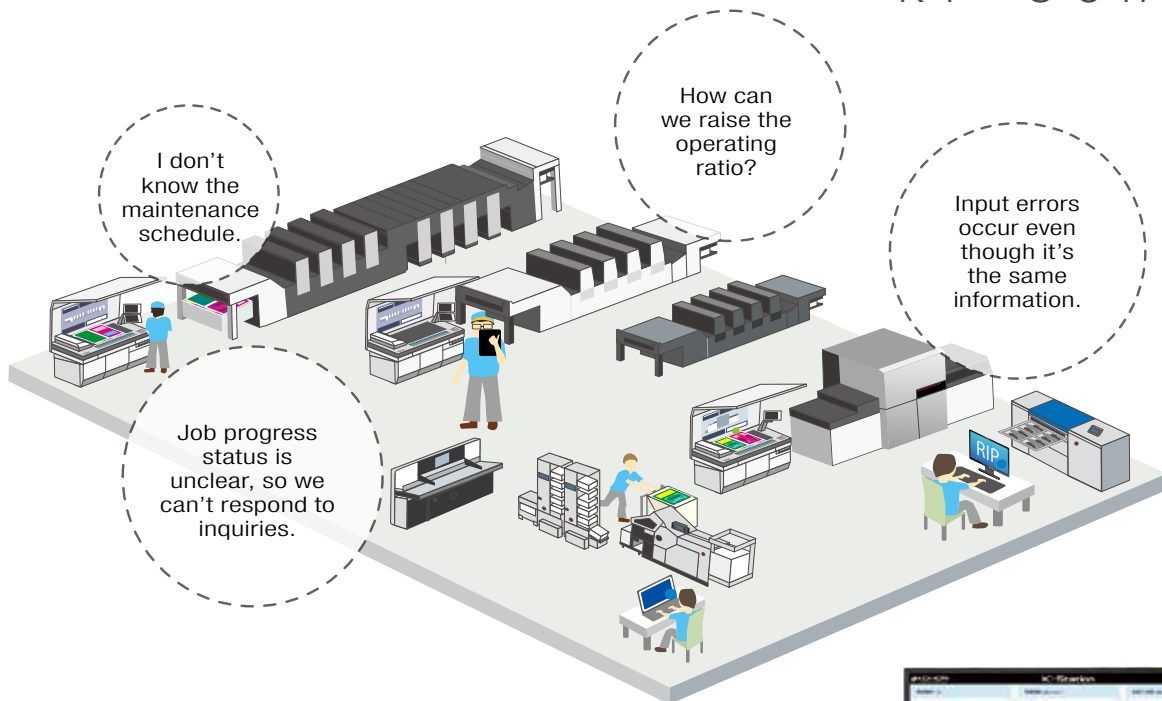 How can
we raise the
operating
ratio?
I don't
know the
maintenance
schedule.
Input errors
occur even
though it's
the same
information.
Job progress
status is
unclear, so we
can't respond to
inquiries.
RIP